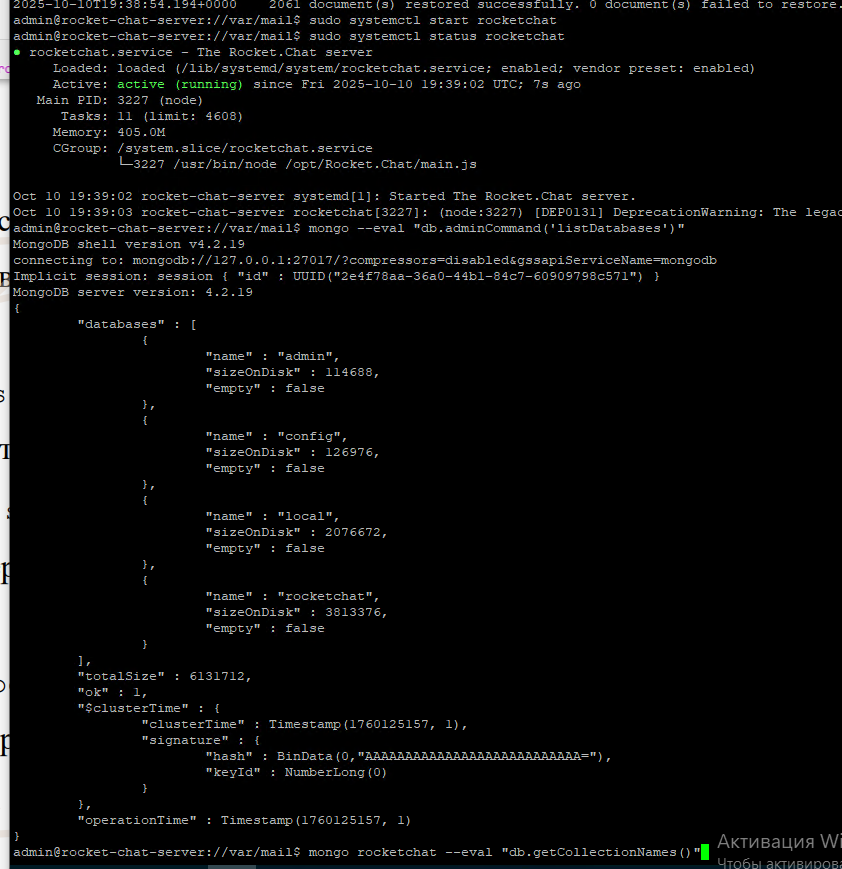 2025-10-10T19:38:54.194+0000    2061 document(s) restored successfully. 0 document(s) failed to restore.
admin@rocket-chat-server://var/mail$ sudo systemctl start rocketchat
admin@rocket-chat-server://var/mail$ sudo systemctl status rocketchat
● rocketchat.service - The Rocket.Chat server
     Loaded: loaded (/lib/systemd/system/rocketchat.service; enabled; vendor preset: enabled)
     Active: active (running) since Fri 2025-10-10 19:39:02 UTC; 7s ago
   Main PID: 3227 (node)
      Tasks: 11 (limit: 4608)
     Memory: 405.0M
     CGroup: /system.slice/rocketchat.service
             └─3227 /usr/bin/node /opt/Rocket.Chat/main.js
Oct 10 19:39:02 rocket-chat-server systemd[1]: Started The Rocket.Chat server.
Oct 10 19:39:03 rocket-chat-server rocketchat[3227]: (node:3227) [DEP0131] DeprecationWarning: The legac
admin@rocket-chat-server://var/mail$ mongo --eval "db.adminCommand('listDatabases')"
MongoDB shell version v4.2.19
connecting to: mongodb://127.0.0.1:27017/?compressors=disabled&gssapiServiceName=mongodb
Implicit session: session { "id" : UUID("2e4f78aa-36a0-44b1-84c7-60909798c571") }
MongoDB server version: 4.2.19
{
        "databases" : [
                {
                        "name" : "admin",
                        "sizeOnDisk" : 114688,
                        "empty" : false
                },
                {
                        "name" : "config",
                        "sizeOnDisk" : 126976,
                        "empty" : false
                },
                {
                        "name" : "local",
                        "sizeOnDisk" : 2076672,
                        "empty" : false
                },
                {
                        "name" : "rocketchat",
                        "sizeOnDisk" : 3813376,
                        "empty" : false
                }
        ],
        "totalSize" : 6131712,
        "ok" : 1,
        "$clusterTime" : {
                "clusterTime" : Timestamp(1760125157, 1),
                "signature" : {
                        "hash" : BinData(0,"AAAAAAAAAAAAAAAAAAAAAAAAAAA="),
                        "keyId" : NumberLong(0)
                }
        },
        "operationTime" : Timestamp(1760125157, 1)
}
admin@rocket-chat-server://var/mail$ mongo rocketchat --eval "db.getCollectionNames()"
Активация Wi
Чтобы активирова